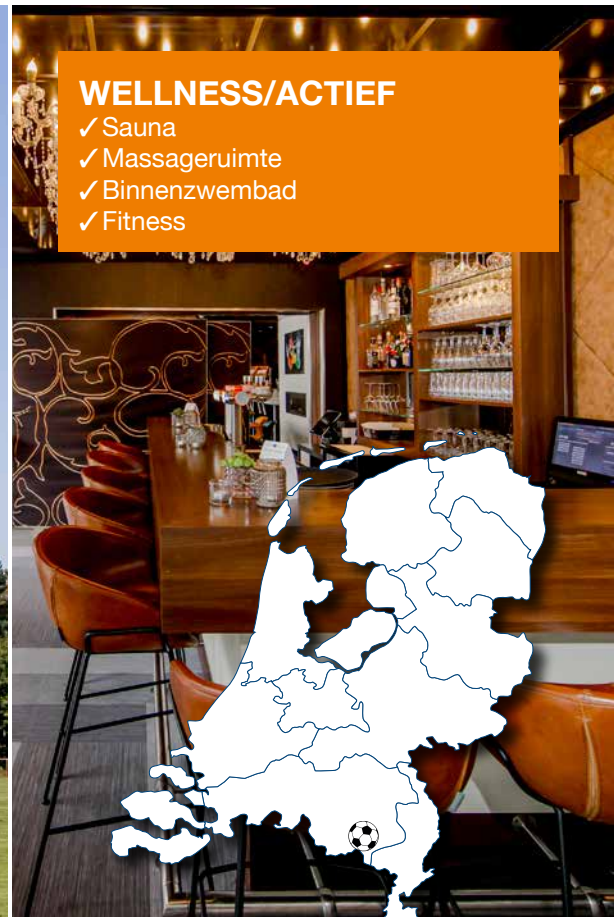 WELLNESS/ACTIEF
✓ Sauna
✓ Massageruimte
✓ Binnenzwembad
✓ Fitness